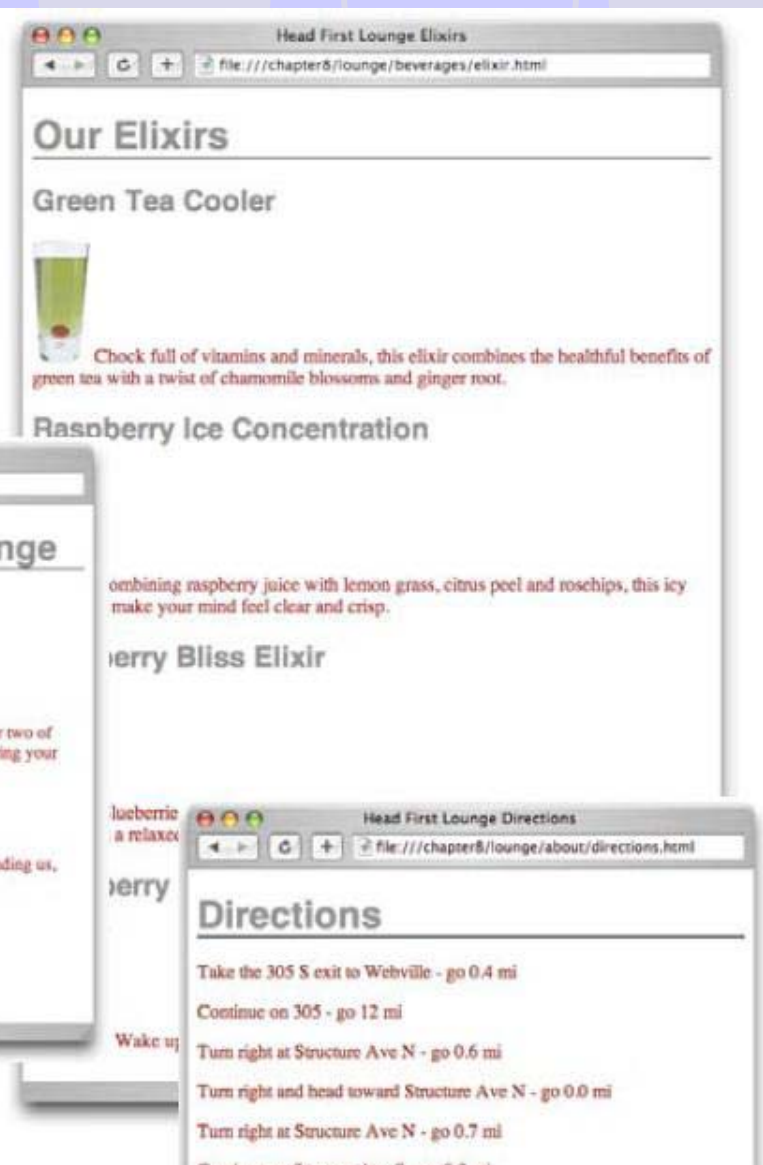 Head First Lounge Elixirs
file:///chapter8/lounge/beverages/elixir.html
Our Elixirs
Green Tea Cooler
Chock full of vitamins and minerals, this elixir combines the healthful benefits of
green tea with a twist of chamomile blossoms and ginger root.
Raspberry Ice Concentration
ombining raspberry juice with lemon grass, citrus peel and rosehips, this icy
make your mind feel clear and crisp.
erry Bliss Elixir
lueberrie
a relaxed
berry
Wake up
nge
r two of
ing your
ding us,
Head First Lounge Directions
file:///chapter8/lounge/about/directions.html
Directions
Take the 305 S exit to Webville - go 0.4 mi
Continue on 305 - go 12 mi
Turn right at Structure Ave N - go 0.6 mi
Turn right and head toward Structure Ave N - go 0.0 mi
Turn right at Structure Ave N - go 0.7 mi